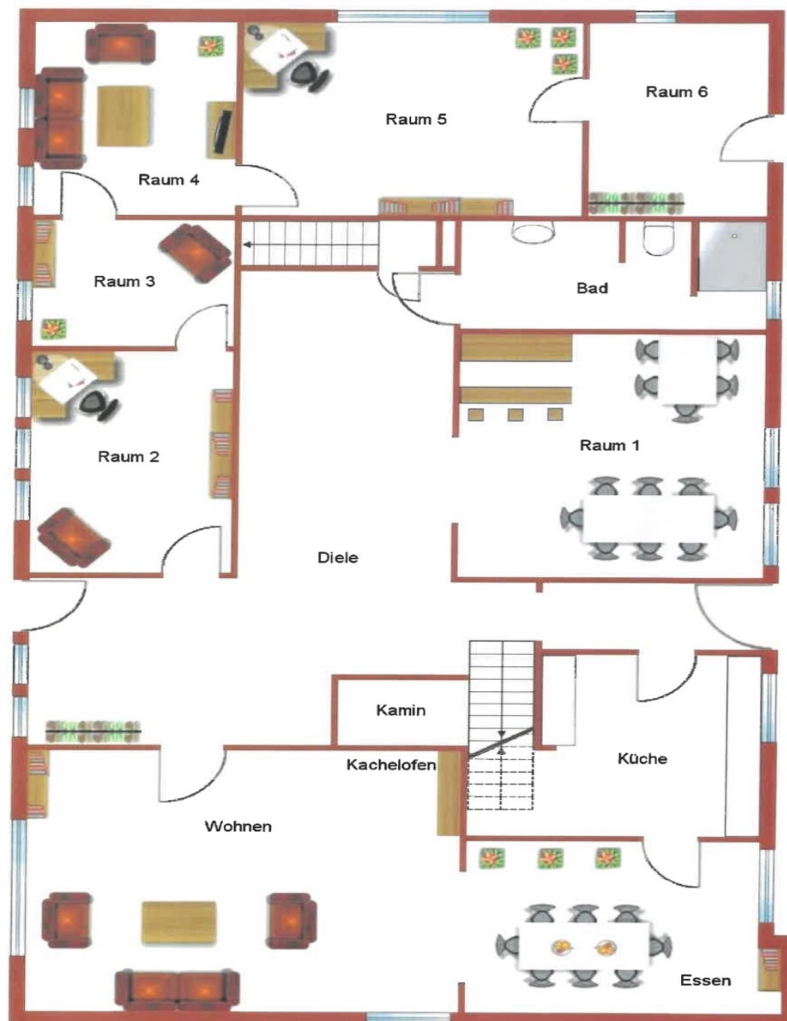 Raum 6
Raum 5
Raum 4
Raum 3
Bad
Raum 1
Raum 2
Diele
Kamin
Küche
Kachelofen
Wohnen
Essen